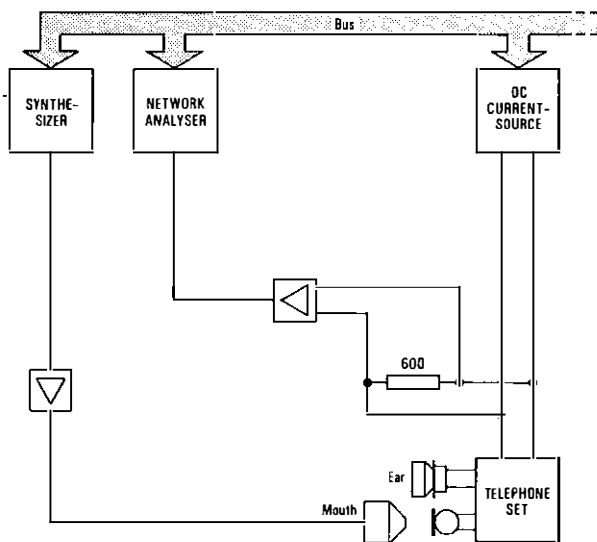 Bus
SYNTHE-
SIZER
NETWORK
ANALYSER
DC
CURRENT-
SOURCE
600
Ear
Mouth
TELEPHONE
SET